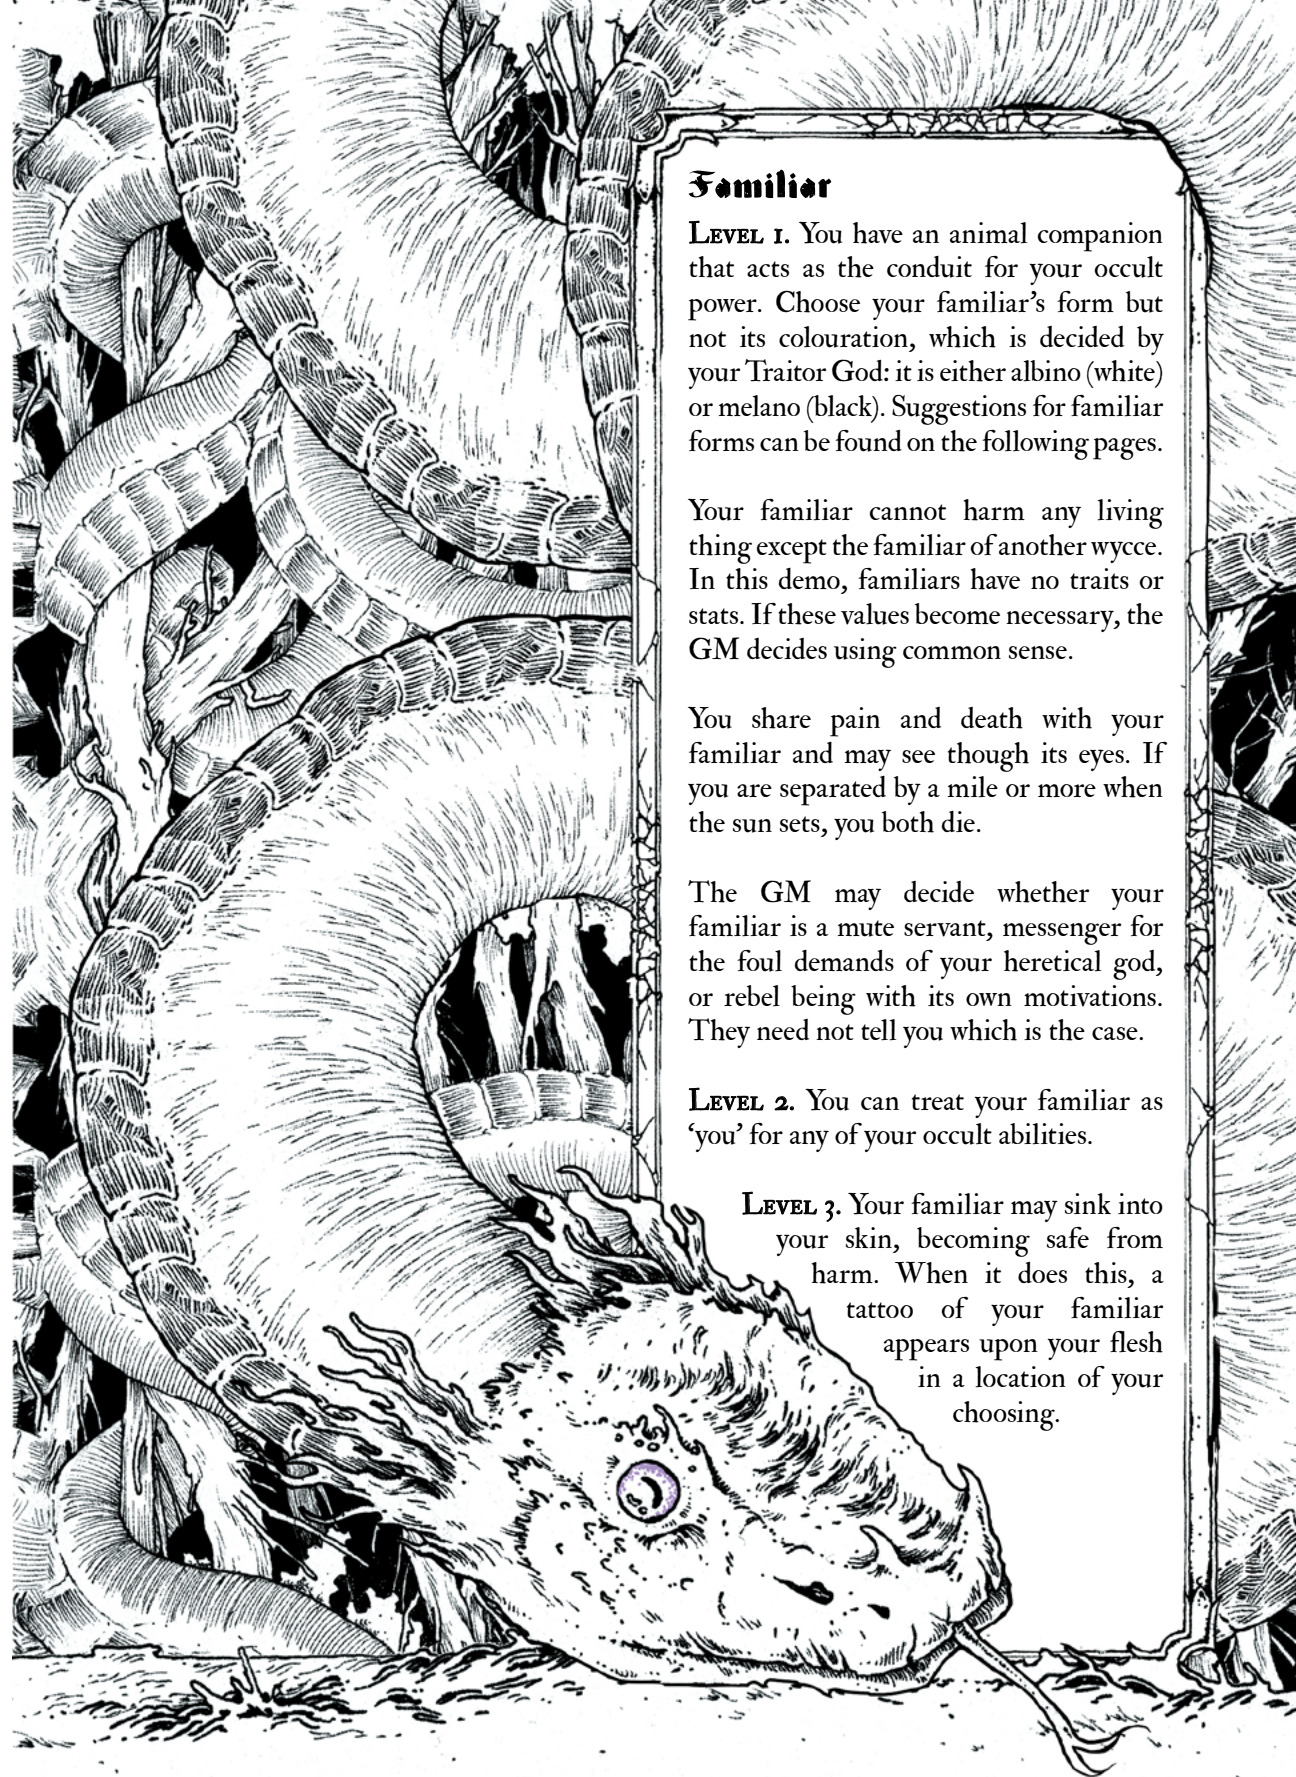 Familiar
Level 1. You have an animal companion
that acts as the conduit for your occult
power. Choose your familiar's form but
not its colouration, which is decided by
your Traitor God: it is either albino (white)
or melano (black). Suggestions for familiar
forms can be found on the following pages.
Your familiar cannot harm any living
thing except the familiar of another wycce.
In this demo, familiars have no traits or
stats. If these values become necessary, the
GM decides using common sense.
You share pain and death with your
familiar and may see though its eyes. If
you are separated by a mile or more when
the sun sets, you both die.
The GM may decide whether your
familiar is a mute servant, messenger for
the foul demands of your heretical god,
or rebel being with its own motivations.
They need not tell you which is the case.
Level 2. You can treat your familiar as
‘you’ for any of your occult abilities.
Level 3. Your familiar may sink into
your skin, becoming safe from
harm. When it does this, a
tattoo of your familiar
appears upon your flesh
in a location of your
choosing.